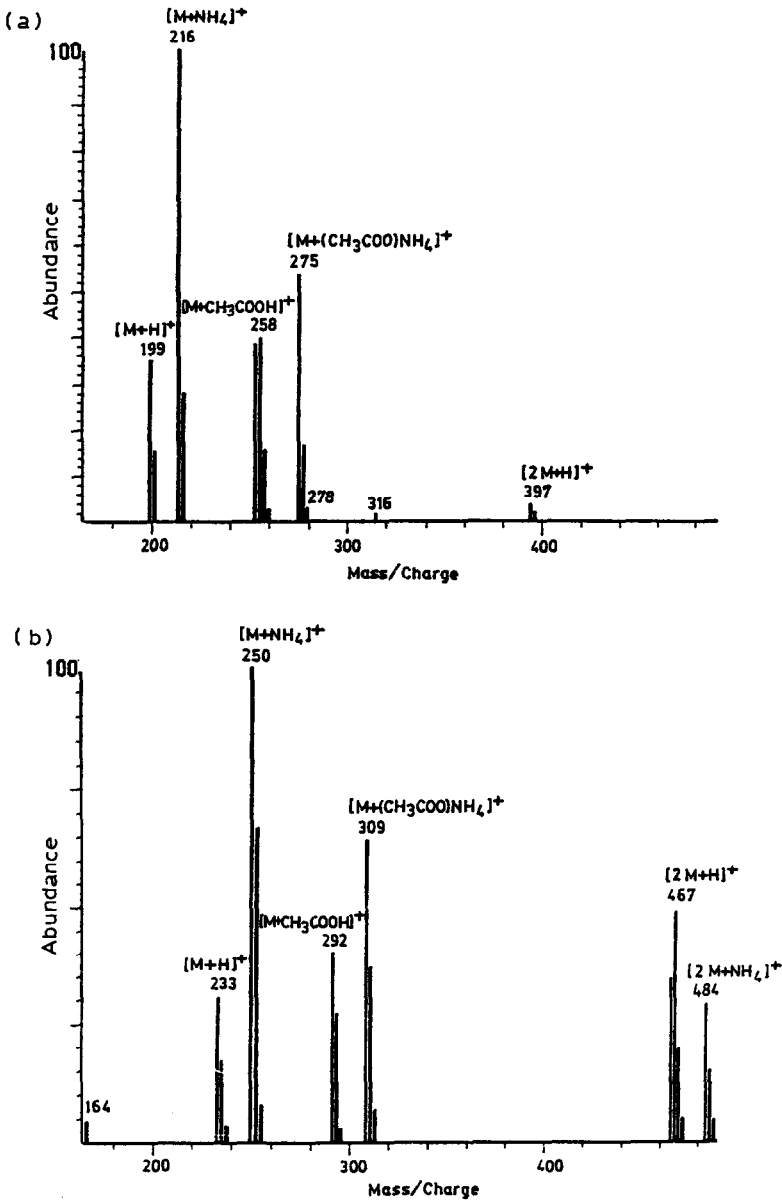 (a)
[M+NH4]+
216
100
Abundance
[M+(CH3COO)NH4]+
275
[M+CH3COOH]+
258
[M+H]+
199
278
316
[2M+H]+
397
200
300
400
Mass/Charge
(b)
[M+NH4]+
250
100
Abundance
[M+(CH3COO)NH4]+
309
[M+CH3COOH]+
292
[M+H]+
233
[2M+H]+
467
[2M+NH4]+
484
164
200
300
400
Mass/Charge